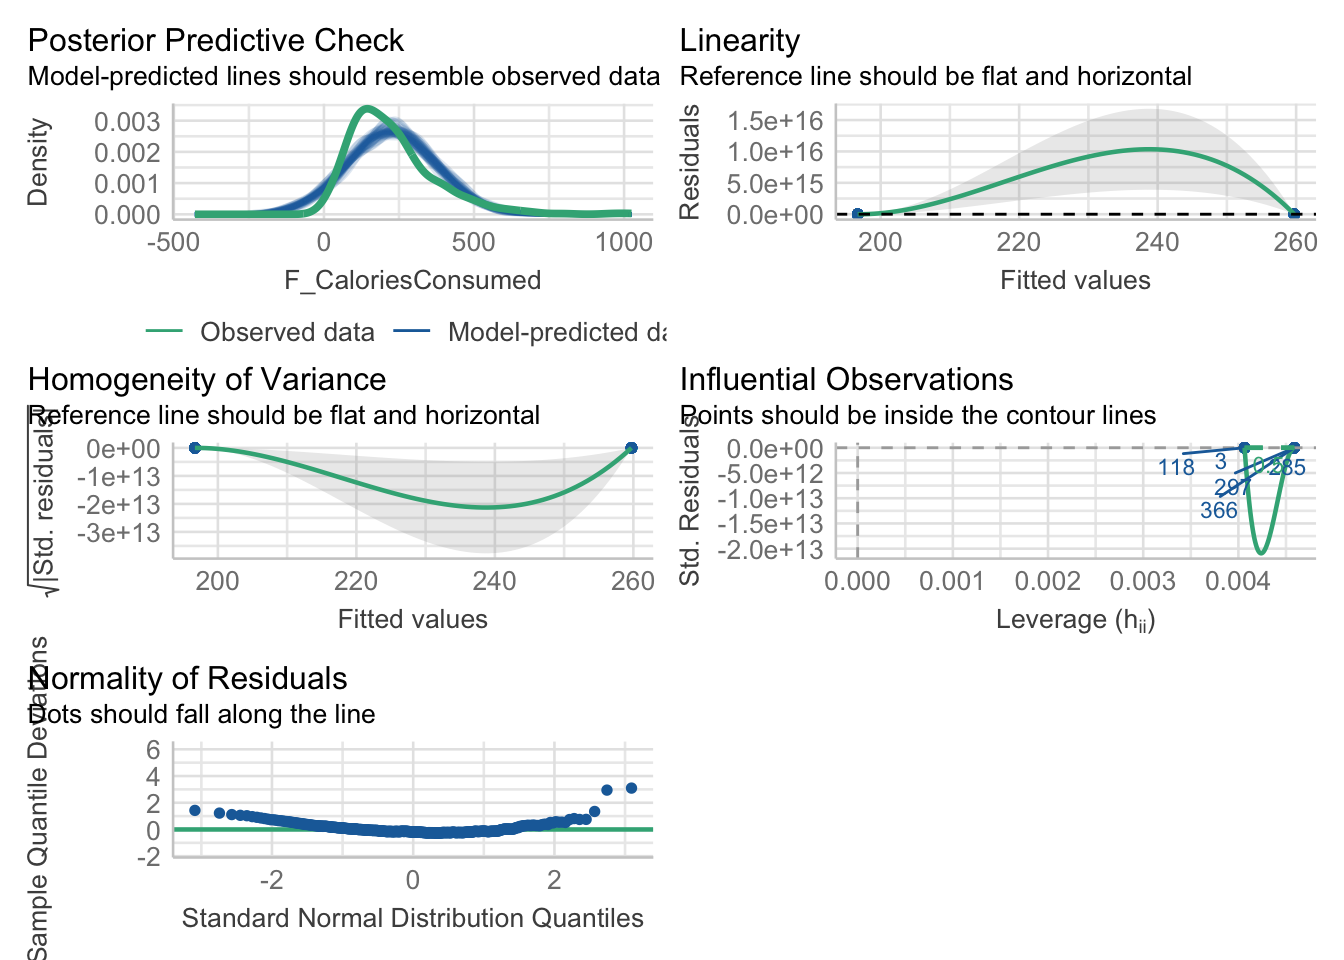 Posterior Predictive Check
Model-predicted lines should resemble observed data
Density
0.003
0.002
0.001
0.000
-500
0
500
1000
F_CaloriesConsumed
Observed data
Model-predicted da
Linearity
Reference line should be flat and horizontal
Residuals
1.5e+16
1.0e+16
5.0e+15
0.0e+00
200
220
240
260
Fitted values
Homogeneity of Variance
Reference line should be flat and horizontal
√|Std. residuals|
0e+00
-1e+13
-2e+13
-3e+13
200
220
240
260
Fitted values
Influential Observations
Points should be inside the contour lines
Std. Residuals
0.0e+00
-5.0e+12
-1.0e+13
-1.5e+13
-2.0e+13
118
3
285
297
366
0.000
0.001
0.002
0.003
0.004
Leverage (hii)
Normality of Residuals
Dots should fall along the line
Sample Quantile Deviations
6
4
2
0
-2
-2
0
2
Standard Normal Distribution Quantiles